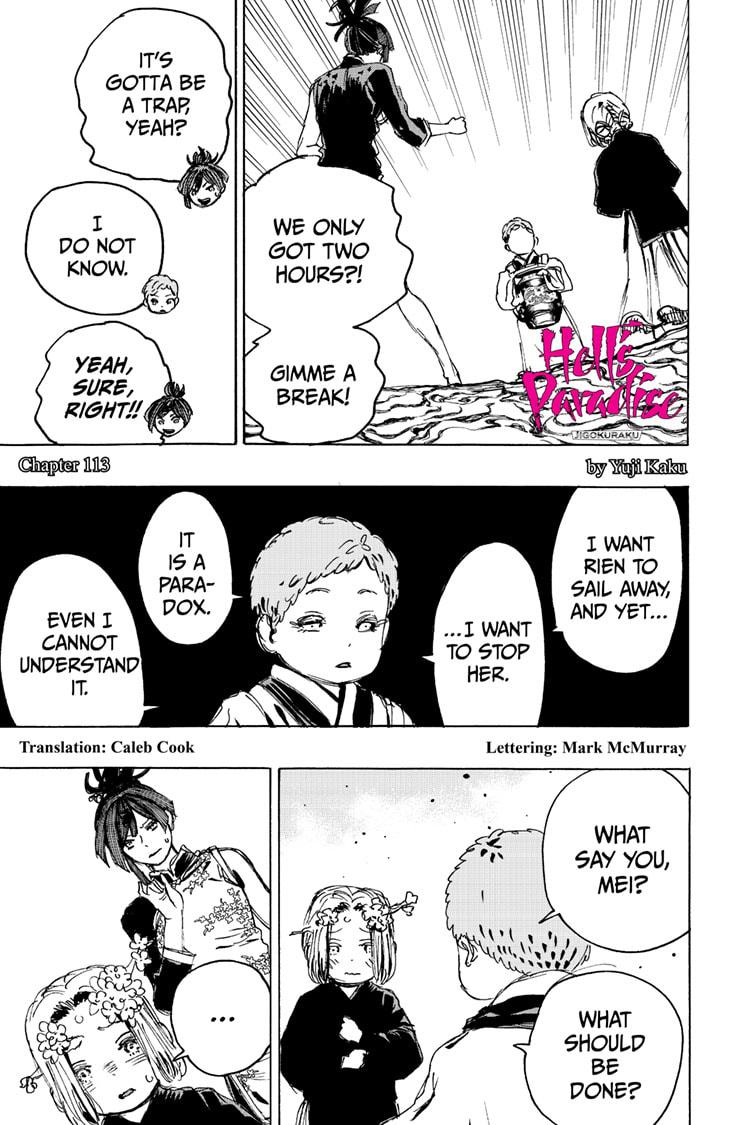 WE ONLY
GOT TWO
HOURS?!
GIMME A
BREAK!
Hell's
Paradise
JIGOKURAKU
IT'S
GOTTA BE
A TRAP,
YEAH?
I
DO NOT
KNOW.
YEAH,
SURE,
RIGHT!!
Chapter 113
by Yuji Kaku
I WANT
RIEN TO
SAIL AWAY,
AND YET...
...I WANT
TO STOP
HER.
IT
IS A
PARA-
DOX.
EVEN I
CANNOT
UNDERSTAND
IT.
Translation: Caleb Cook
Lettering: Mark McMurray
WHAT
SAY YOU,
MEI?
WHAT
SHOULD
BE
DONE?
...